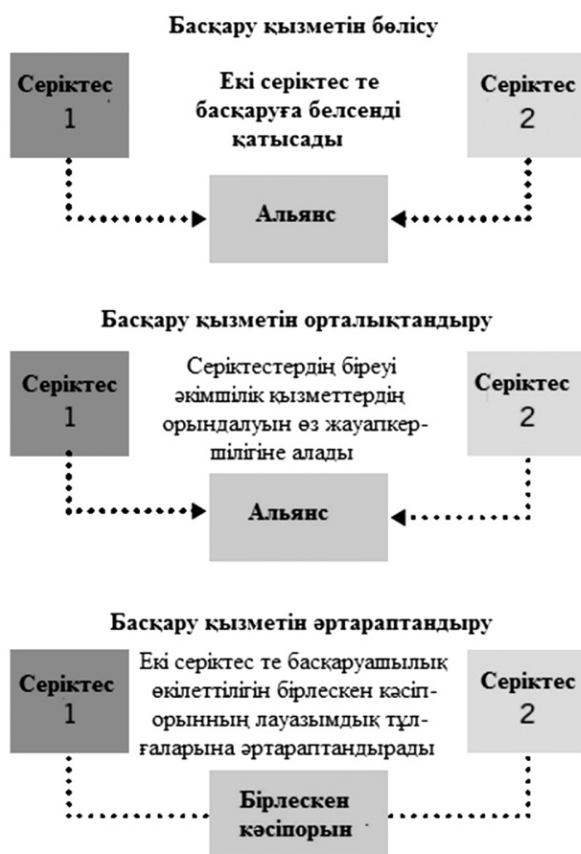 Басқару қызметін бөлісу
Серіктес
1
Екі серіктес те
басқаруға белсенді
қатысады
Серіктес
2
Альянс
Басқару қызметін орталықтандыру
Серіктес
1
Серіктестердің біреуі
әкімшілік қызметтердің
орындалуын өз жауапкер-
шілігіне алады
Серіктес
2
Альянс
Басқару қызметін әртараптандыру
Серіктес
1
Екі серіктес те басқаруашылық
өкілеттілігін бірлескен кәсіп-
орынның лауазымдық тұл-
ғаларына әртараптандырады
Серіктес
2
Бірлескен
кәсіпорын